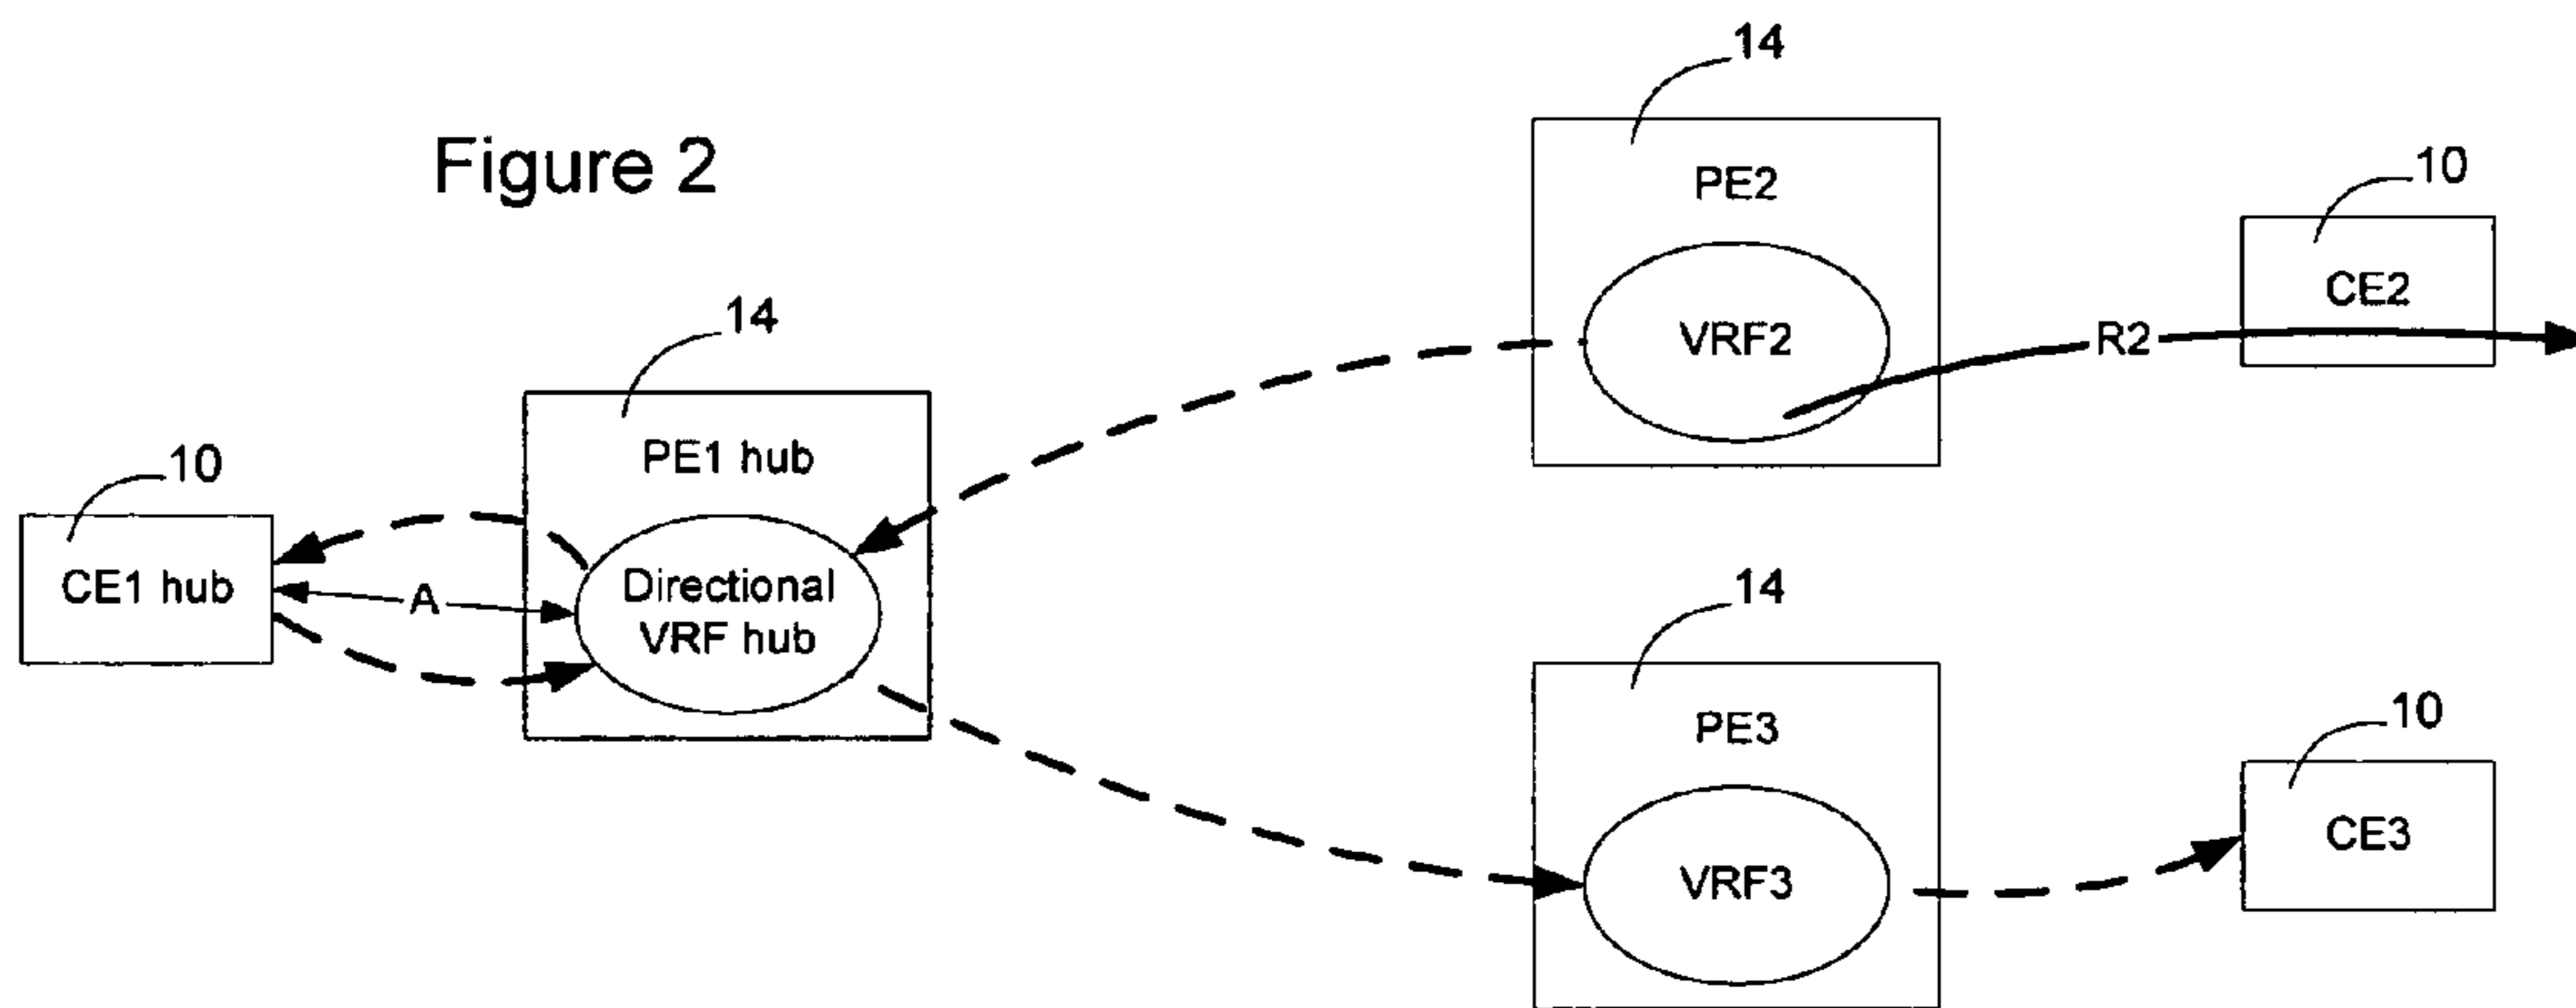 Figure 2
14
PE2
10
CE2
VRF2
R2
14
PE1 hub
10
CE1 hub
A
Directional
VRF hub
14
PE3
10
CE3
VRF3